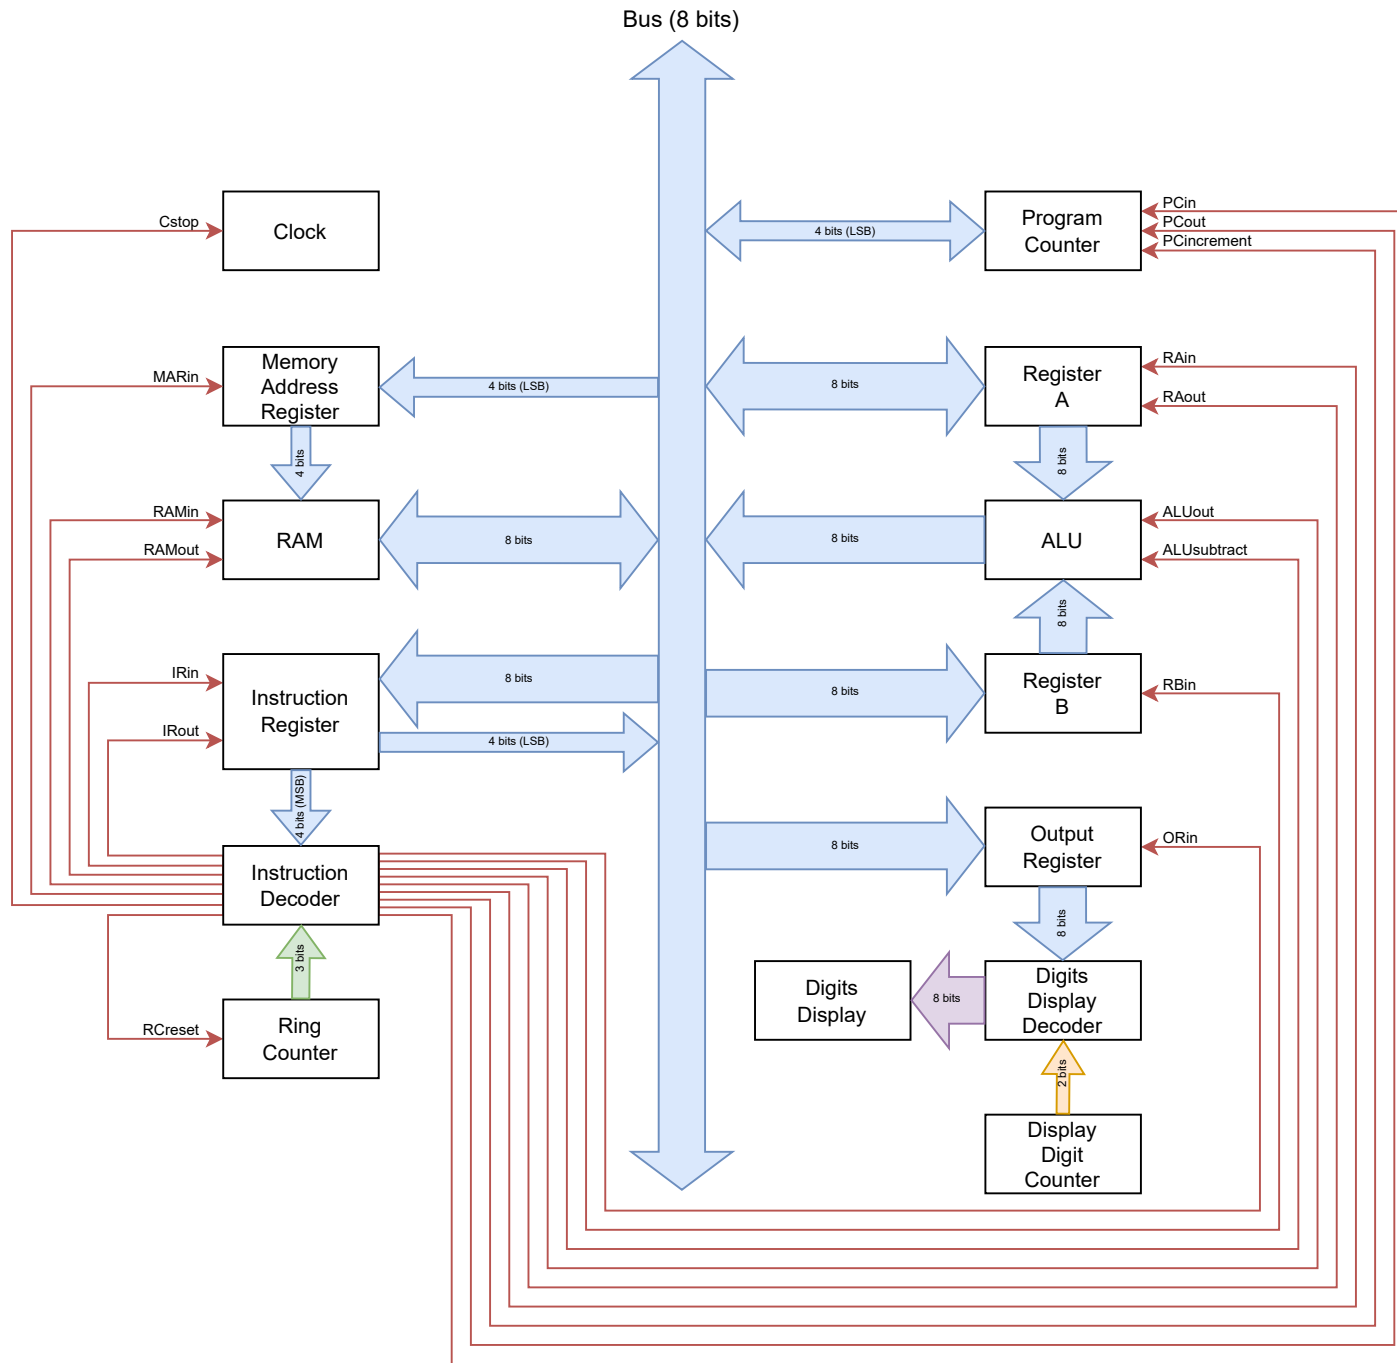 Bus (8 bits)
Cstop
Clock
4 bits (LSB)
Program
Counter
PCin
PCout
PCincrement
MARin
Memory
Address
Register
4 bits (LSB)
8 bits
Register
A
RAin
RAout
4 bits
8 bits
RAMin
RAMout
RAM
8 bits
8 bits
ALU
ALUout
ALUsubtract
8 bits
IRin
IRout
Instruction
Register
8 bits
4 bits (LSB)
8 bits
Register
B
RBin
4 bits (MSB)
Instruction
Decoder
8 bits
Output
Register
ORin
8 bits
3 bits
RCreset
Ring
Counter
Digits
Display
8 bits
Digits
Display
Decoder
2 bits
Display
Digit
Counter